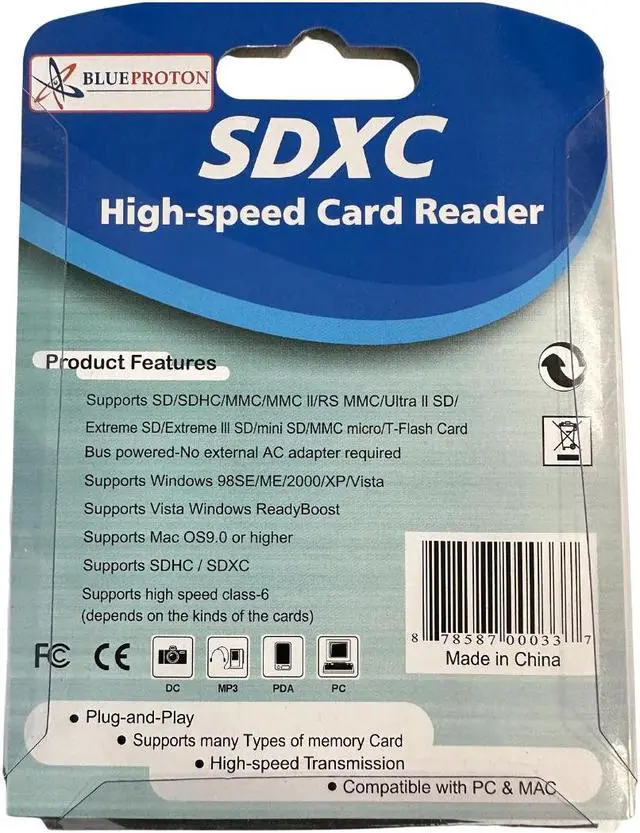 BLUEPROTON
SDXC
High-speed Card Reader
Product Features
Supports SD/SDHC/MMC/MMC II/RS MMC/Ultra II SD/
Extreme SD/Extreme III SD/mini SD/MMC micro/T-Flash Card
Bus powered-No external AC adapter required
Supports Windows 98SE/ME/2000/XP/Vista
Supports Vista Windows ReadyBoost
Supports Mac OS9.0 or higher
Supports SDHC / SDXC
Supports high speed class-6
(depends on the kinds of the cards)
8 78587 00033 7
Made in China
FC CE
DC MP3 PDA PC
• Plug-and-Play
• Supports many Types of memory Card
• High-speed Transmission
• Compatible with PC & MAC